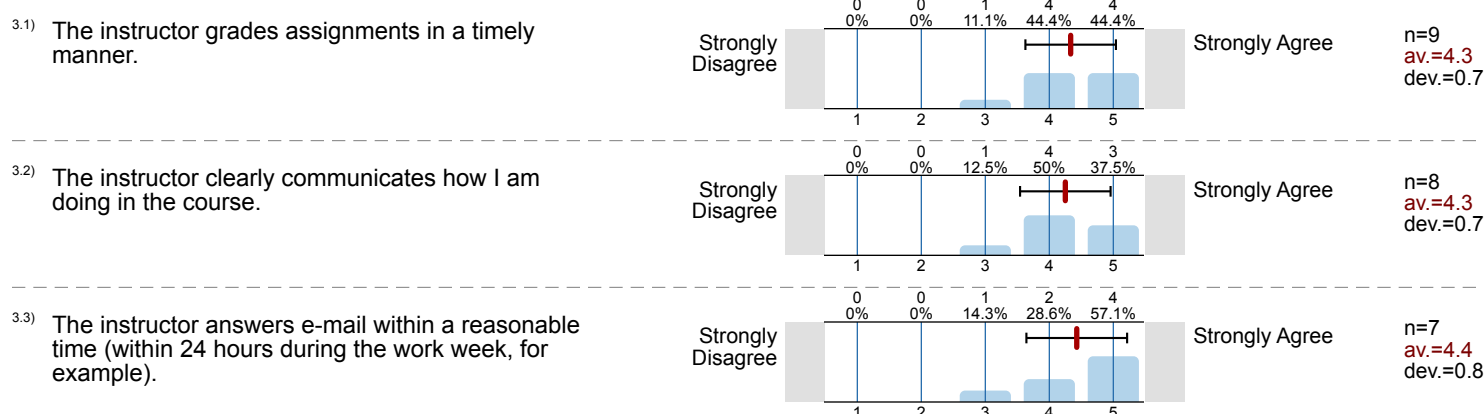 0 0 1 4 4
0% 0% 11.1% 44.4% 44.4%
3.1) The instructor grades assignments in a timely
manner.
Strongly
Disagree
Strongly Agree
n=9
av.=4.3
dev.=0.7
1 2 3 4 5
0 0 1 4 3
0% 0% 12.5% 50% 37.5%
3.2) The instructor clearly communicates how I am
doing in the course.
Strongly
Disagree
Strongly Agree
n=8
av.=4.3
dev.=0.7
1 2 3 4 5
0 0 1 2 4
0% 0% 14.3% 28.6% 57.1%
3.3) The instructor answers e-mail within a reasonable
time (within 24 hours during the work week, for
example).
Strongly
Disagree
Strongly Agree
n=7
av.=4.4
dev.=0.8
1 2 3 4 5